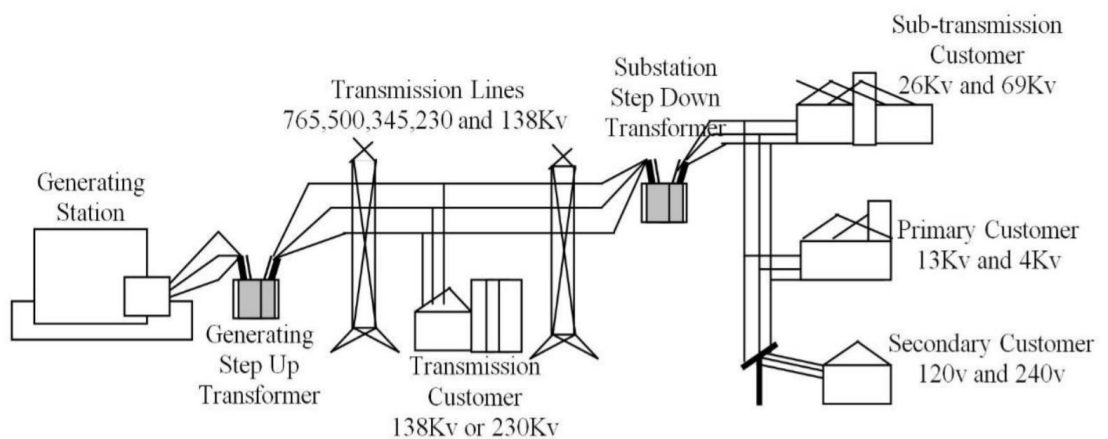 Generating
Station
Generating
Step Up
Transformer
Transmission Lines
765,500,345,230 and 138Kv
Transmission
Customer
138Kv or 230Kv
Substation
Step Down
Transformer
Sub-transmission
Customer
26Kv and 69Kv
Primary Customer
13Kv and 4Kv
Secondary Customer
120v and 240v